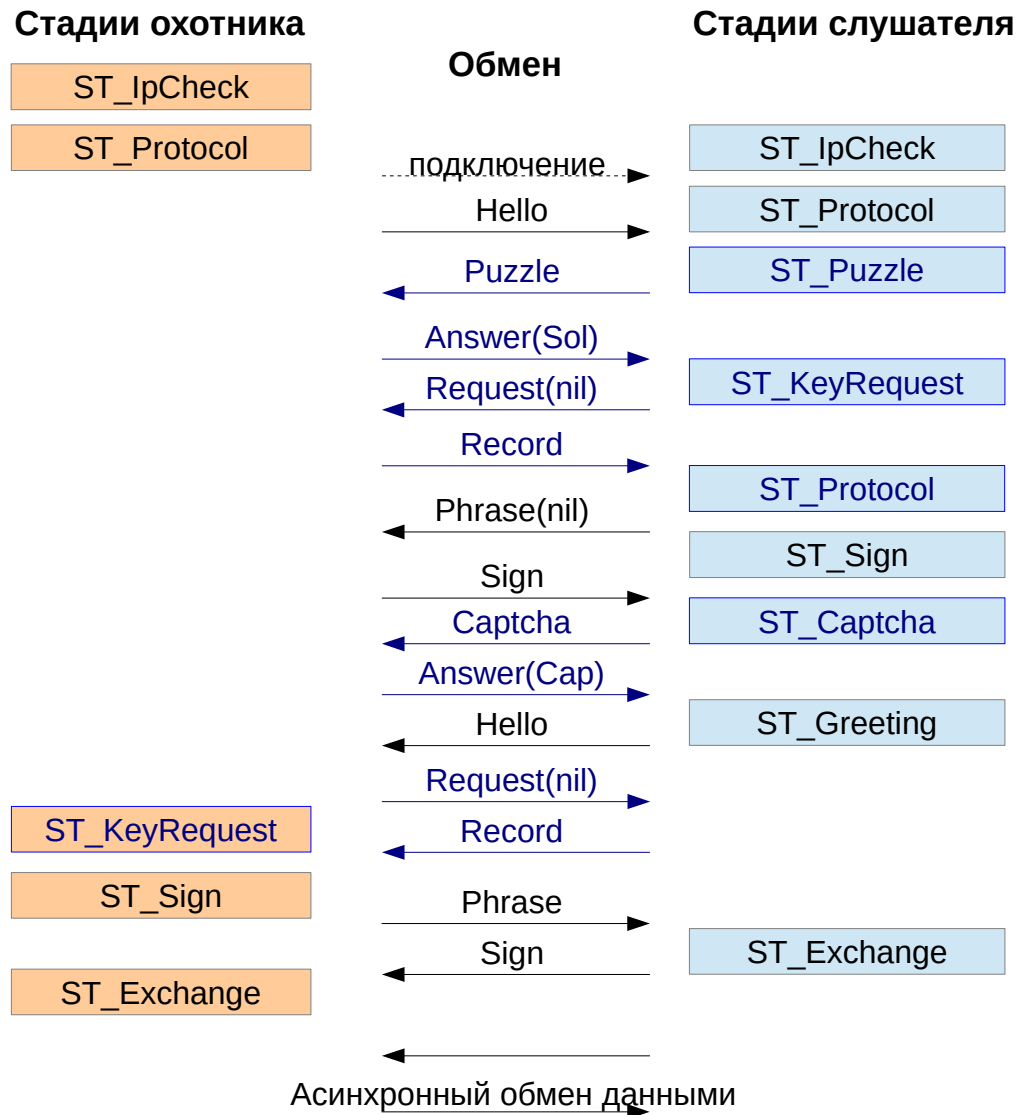 Стадии охотника
Стадии слушателя
Обмен
ST_IpCheck
ST_Protocol
подключение
ST_IpCheck
Hello
ST_Protocol
Puzzle
ST_Puzzle
Answer(Sol)
Request(nil)
ST_KeyRequest
Record
ST_Protocol
Phrase(nil)
ST_Sign
Sign
Captcha
ST_Captcha
Answer(Cap)
Hello
ST_Greeting
Request(nil)
ST_KeyRequest
Record
ST_Sign
Phrase
Sign
ST_Exchange
ST_Exchange
Асинхронный обмен данными